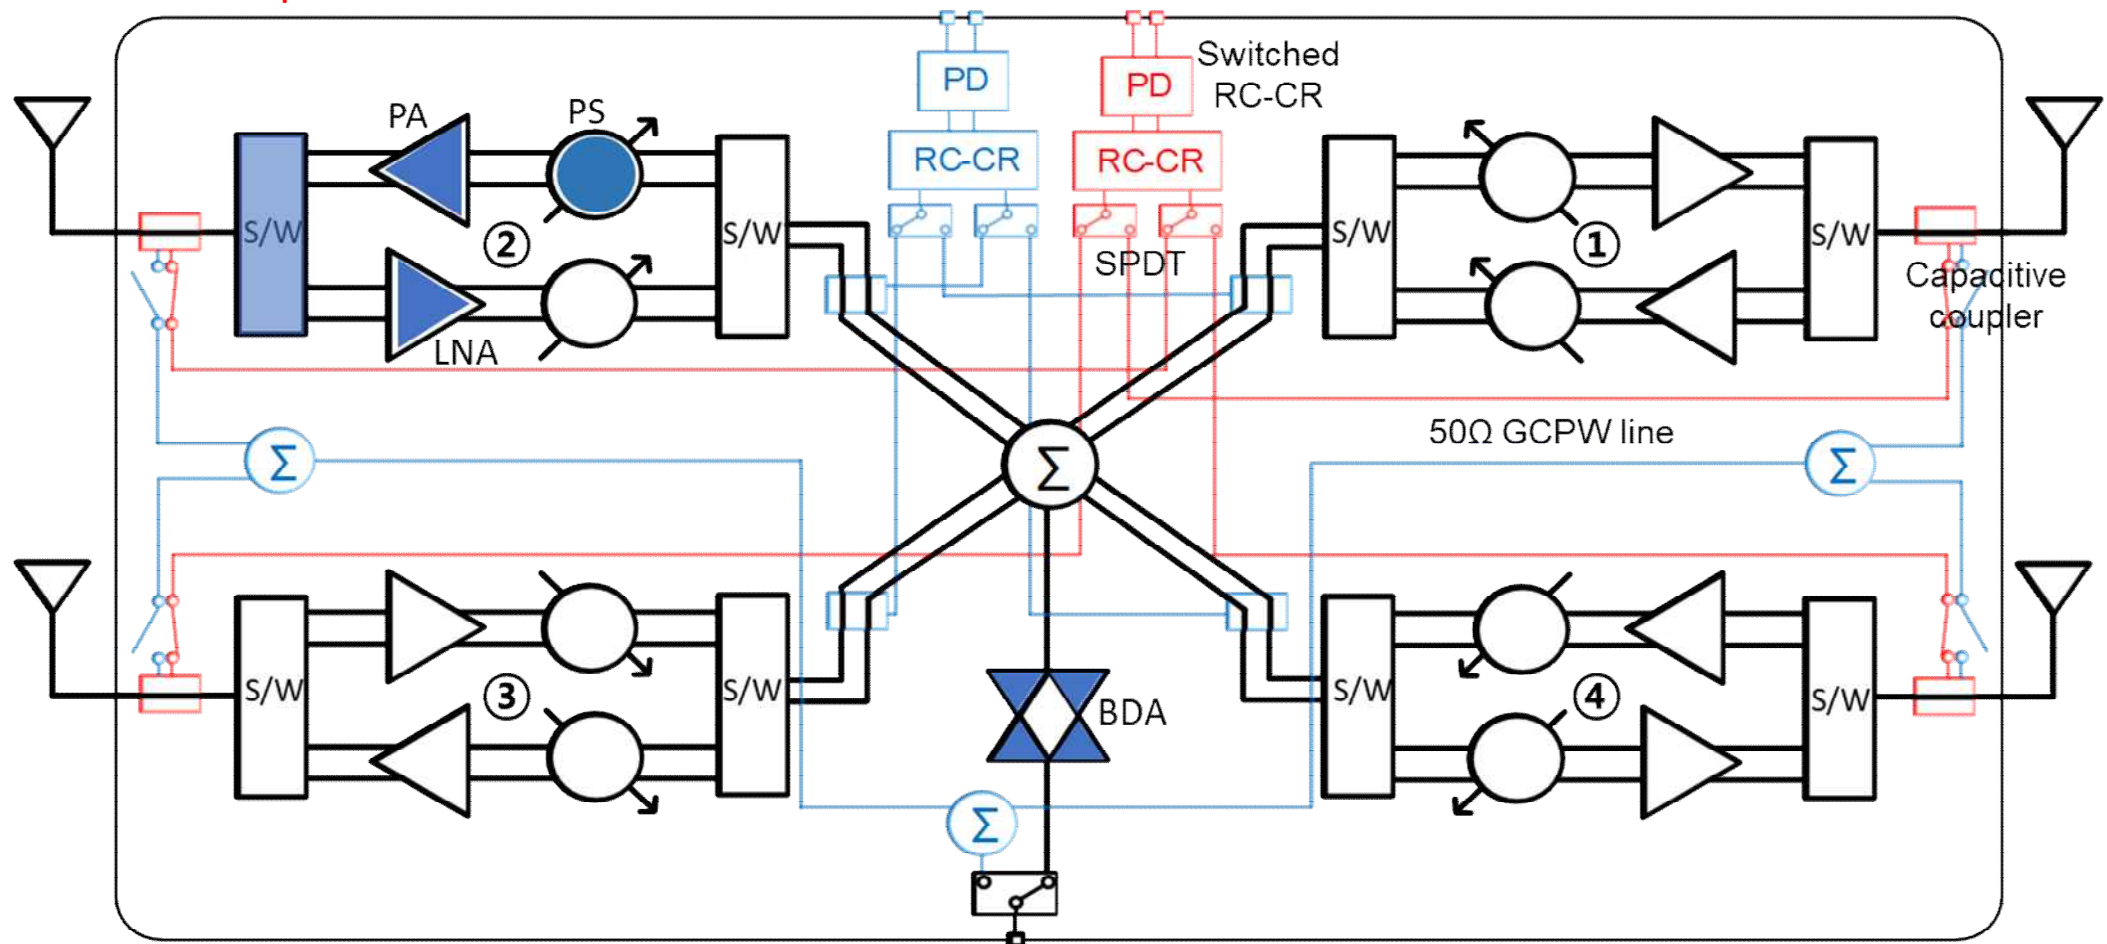 PD
PD
Switched
RC-CR
PA
PS
RC-CR
RC-CR
S/W
②
S/W
SPDT
S/W
①
S/W
LNA
Capacitive
coupler
50Ω GCPW line
Σ
Σ
Σ
S/W
③
S/W
BDA
S/W
④
S/W
Σ